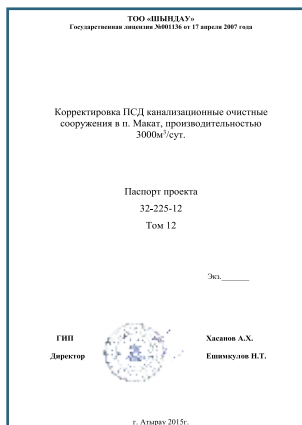 ТОО «ШЫНДАУ»
Государственная лицензия №001136 от 17 апреля 2007 года
Корректировка ПСД канализационные очистные
сооружения в п. Макат, производительностью
3000м³/сут.
Паспорт проекта
32-225-12
Том 12
Экз._______
ГИП Хасанов А.Х.
Директор Ешимкулов Н.Т.
г. Атырау 2015г.